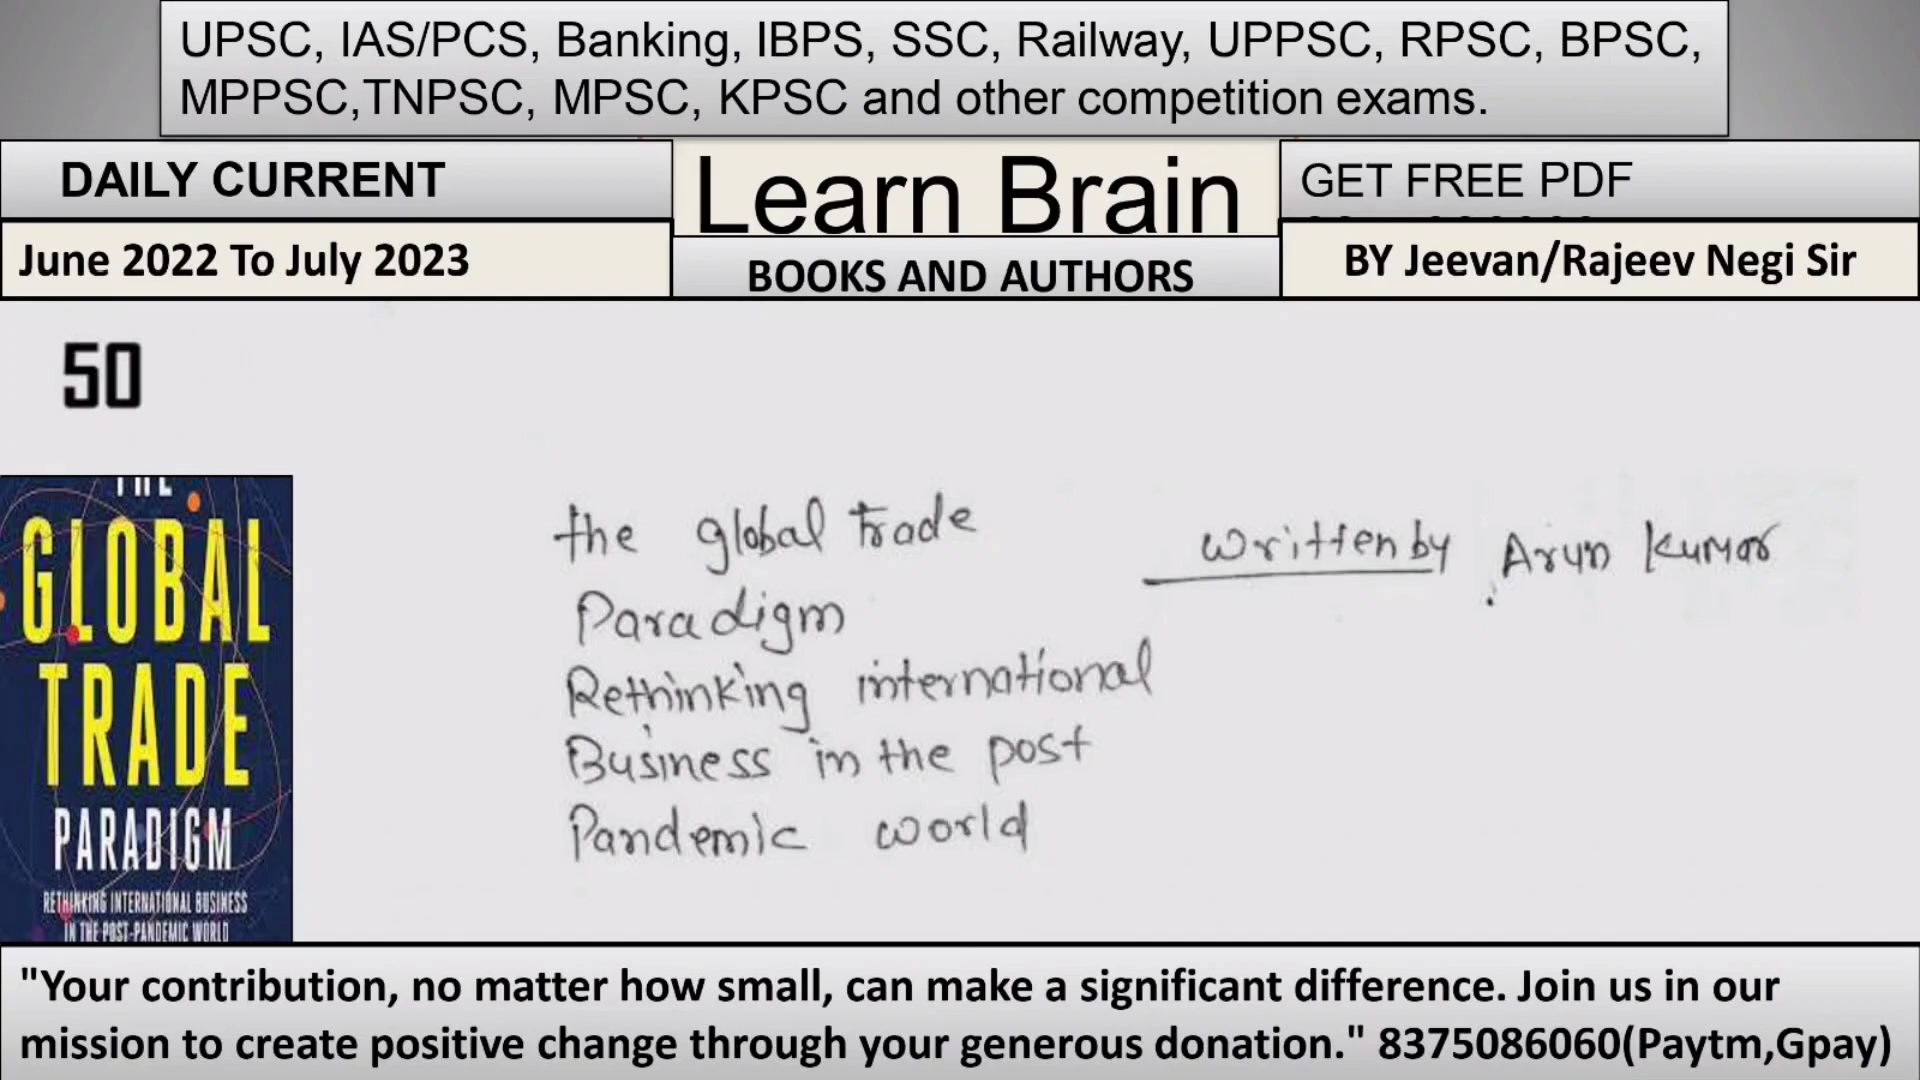 UPSC, IAS/PCS, Banking, IBPS, SSC, Railway, UPPSC, RPSC, BPSC,
MPPSC,TNPSC, MPSC, KPSC and other competition exams.
DAILY CURRENT
Learn Brain
GET FREE PDF
June 2022 To July 2023
BOOKS AND AUTHORS
BY Jeevan/Rajeev Negi Sir
50
THE
GLOBAL
TRADE
PARADIGM
RETHINKING INTERNATIONAL BUSINESS
IN THE POST-PANDEMIC WORLD
the global trade
Paradigm
Rethinking international
Business in the post
Pandemic world
written by Arun Kumar
"Your contribution, no matter how small, can make a significant difference. Join us in our
mission to create positive change through your generous donation." 8375086060(Paytm,Gpay)